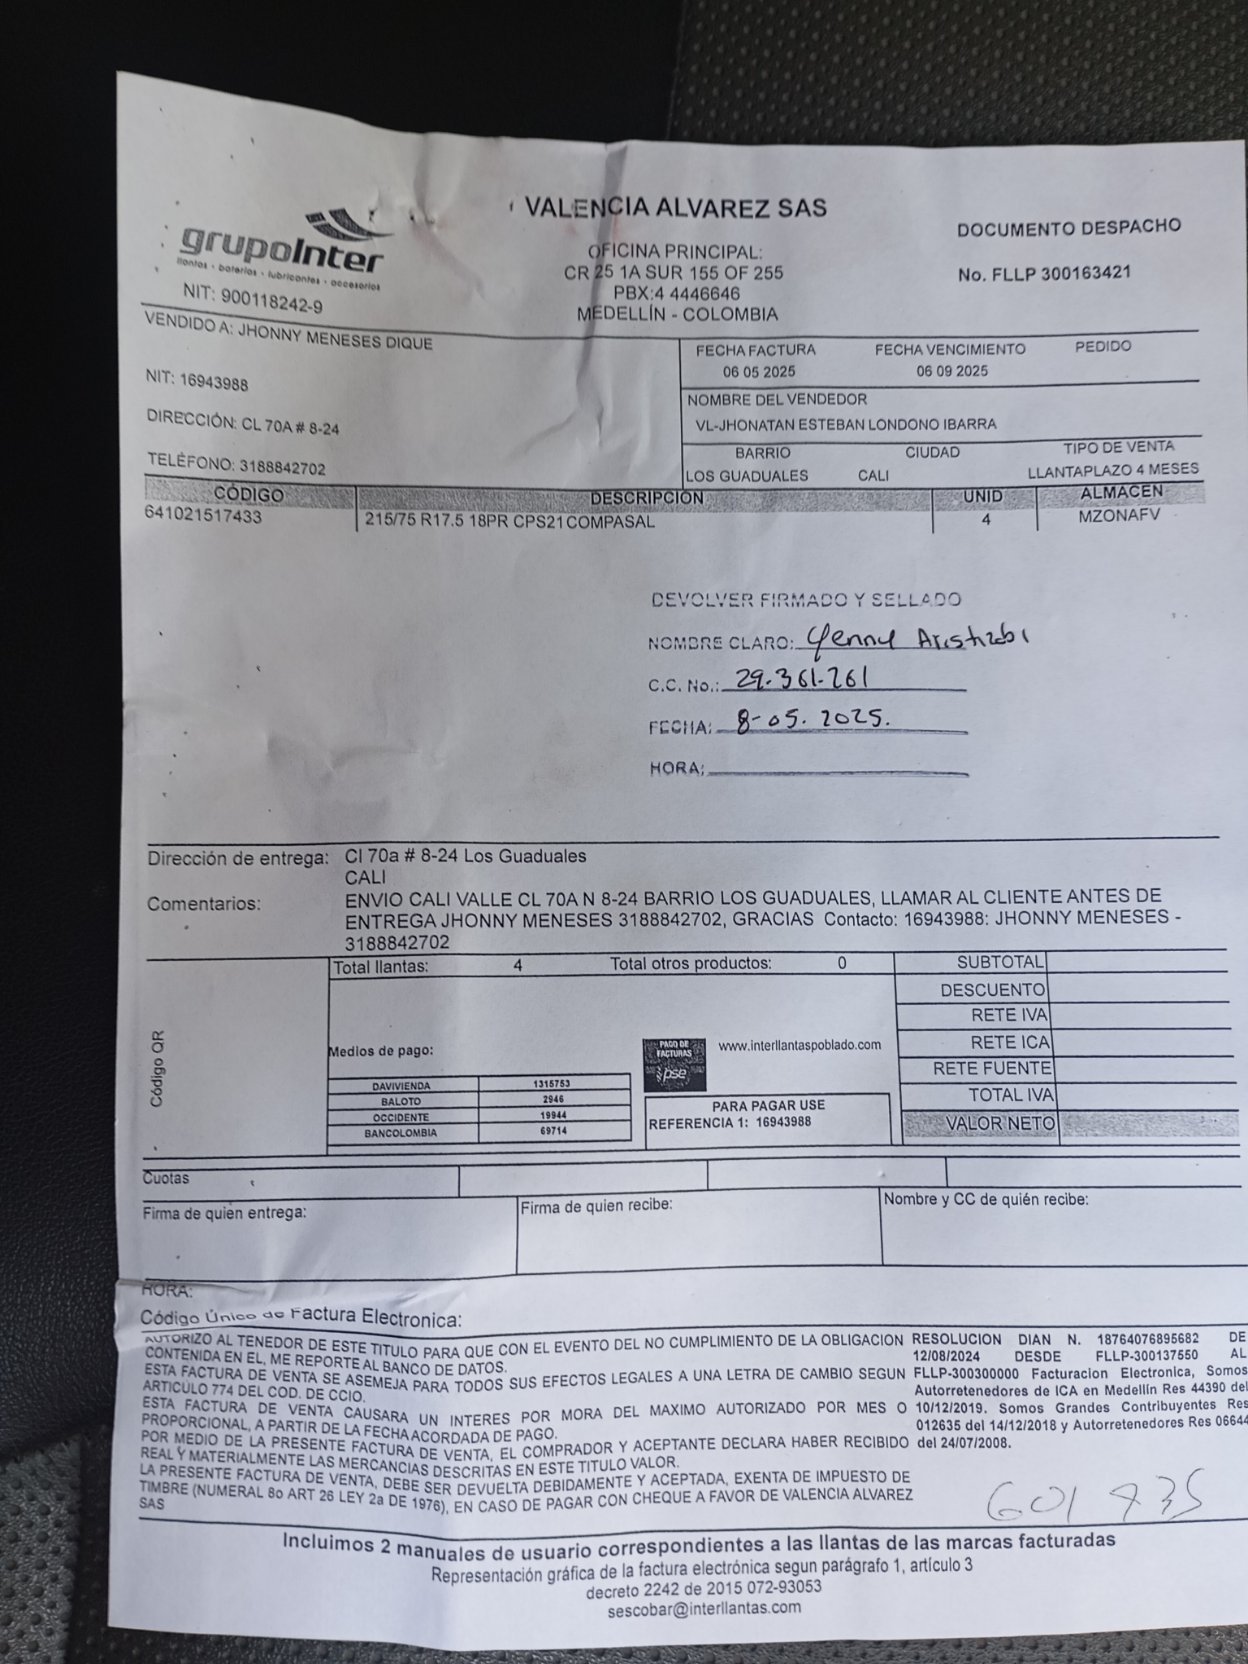 VALENCIA ALVAREZ SAS
grupoInter
llantas · baterías · lubricantes · accesorios
NIT: 900118242-9
OFICINA PRINCIPAL:
CR 25 1A SUR 155 OF 255
PBX:4 4446646
MEDELLÍN - COLOMBIA
DOCUMENTO DESPACHO
No. FLLP 300163421
VENDIDO A: JHONNY MENESES DIQUE
NIT: 16943988
DIRECCIÓN: CL 70A # 8-24
TELÉFONO: 3188842702
FECHA FACTURA FECHA VENCIMIENTO PEDIDO
06 05 2025 06 09 2025
NOMBRE DEL VENDEDOR
VL-JHONATAN ESTEBAN LONDONO IBARRA
BARRIO CIUDAD TIPO DE VENTA
LOS GUADUALES CALI LLANTAPLAZO 4 MESES
CÓDIGO DESCRIPCIÓN UNID ALMACÉN
641021517433 215/75 R17.5 18PR CPS21 COMPASAL 4 MZONAFV
DEVOLVER FIRMADO Y SELLADO
NOMBRE CLARO: Yenny Aristizabi
C.C. No.: 29.361.261
FECHA: 8-05. 2025.
HORA:
Dirección de entrega: Cl 70a # 8-24 Los Guaduales
CALI
Comentarios: ENVIO CALI VALLE CL 70A N 8-24 BARRIO LOS GUADUALES, LLAMAR AL CLIENTE ANTES DE
ENTREGA JHONNY MENESES 3188842702, GRACIAS Contacto: 16943988: JHONNY MENESES -
3188842702
Código QR
Total llantas: 4 Total otros productos: 0
Medios de pago:
DAVIVIENDA 1315753
BALOTO 2946
OCCIDENTE 19944
BANCOLOMBIA 69714
PAGO DE
FACTURAS
pse
www.interllantaspoblado.com
PARA PAGAR USE
REFERENCIA 1: 16943988
SUBTOTAL
DESCUENTO
RETE IVA
RETE ICA
RETE FUENTE
TOTAL IVA
VALOR NETO
Cuotas
Firma de quien entrega: Firma de quien recibe: Nombre y CC de quién recibe:
HORA:
Código Único de Factura Electronica:
AUTORIZO AL TENEDOR DE ESTE TITULO PARA QUE CON EL EVENTO DEL NO CUMPLIMIENTO DE LA OBLIGACION
CONTENIDA EN EL, ME REPORTE AL BANCO DE DATOS.
ESTA FACTURA DE VENTA SE ASEMEJA PARA TODOS SUS EFECTOS LEGALES A UNA LETRA DE CAMBIO SEGUN
ARTICULO 774 DEL COD. DE CCIO.
ESTA FACTURA DE VENTA CAUSARA UN INTERES POR MORA DEL MAXIMO AUTORIZADO POR MES O
PROPORCIONAL, A PARTIR DE LA FECHA ACORDADA DE PAGO.
POR MEDIO DE LA PRESENTE FACTURA DE VENTA, EL COMPRADOR Y ACEPTANTE DECLARA HABER RECIBIDO
REAL Y MATERIALMENTE LAS MERCANCIAS DESCRITAS EN ESTE TITULO VALOR.
LA PRESENTE FACTURA DE VENTA, DEBE SER DEVUELTA DEBIDAMENTE Y ACEPTADA, EXENTA DE IMPUESTO DE
TIMBRE (NUMERAL 8o ART 26 LEY 2a DE 1976), EN CASO DE PAGAR CON CHEQUE A FAVOR DE VALENCIA ALVAREZ
SAS
RESOLUCION DIAN N. 18764076895682 DE
12/08/2024 DESDE FLLP-300137550 AL
FLLP-300300000 Facturacion Electronica, Somos
Autorretenedores de ICA en Medellín Res 44390 del
10/12/2019. Somos Grandes Contribuyentes Res
012635 del 14/12/2018 y Autorretenedores Res 06644
del 24/07/2008.
Incluimos 2 manuales de usuario correspondientes a las llantas de las marcas facturadas
Representación gráfica de la factura electrónica segun parágrafo 1, artículo 3
decreto 2242 de 2015 072-93053
sescobar@interllantas.com